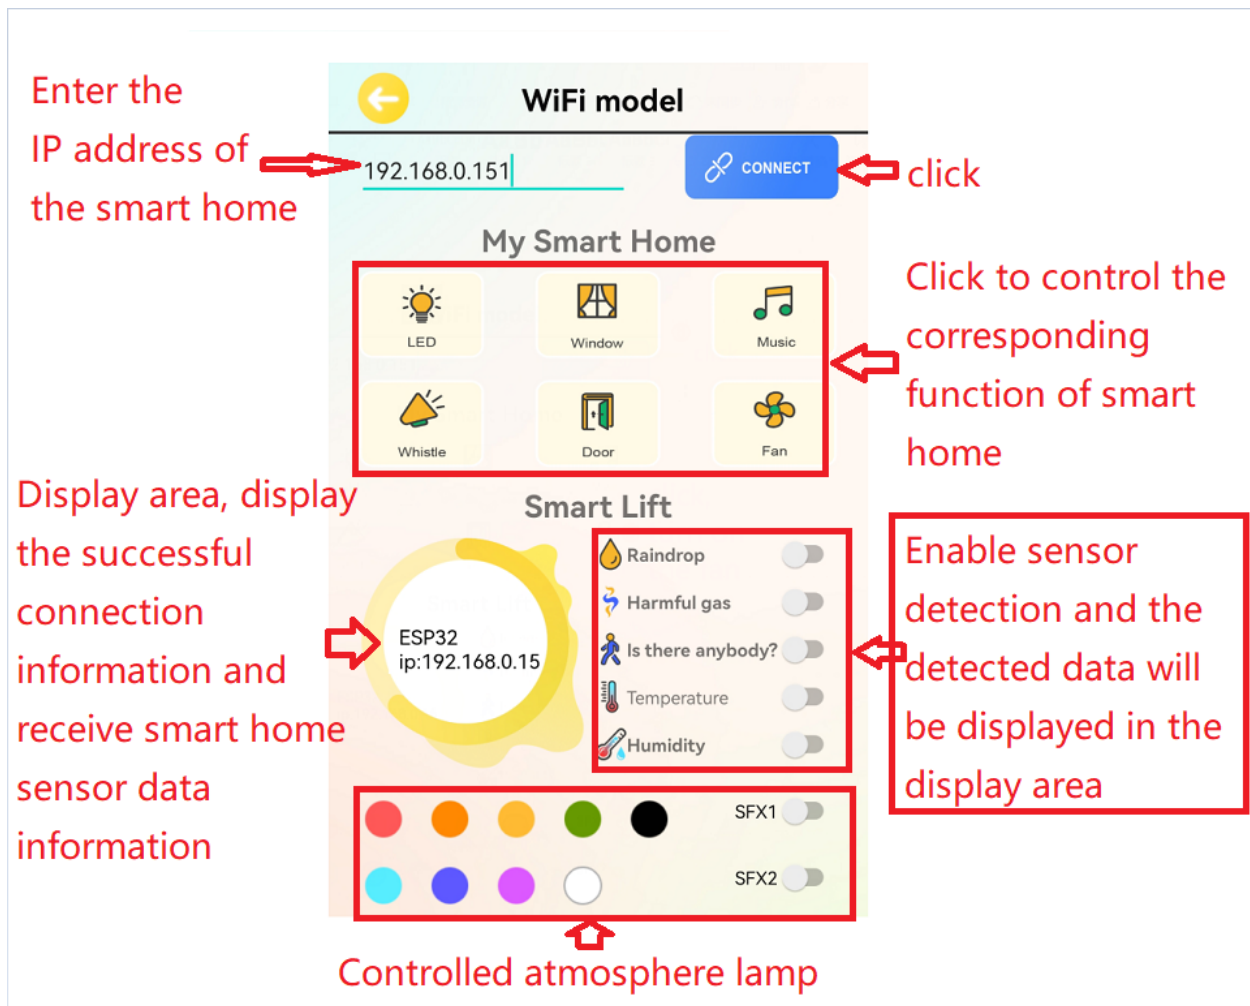 Enter the
IP address of
the smart home
WiFi model
192.168.0.151
CONNECT
click
My Smart Home
LED
Window
Music
Whistle
Door
Fan
Click to control the
corresponding
function of smart
home
Smart Lift
Display area, display
the successful
connection
information and
receive smart home
sensor data
information
ESP32
ip:192.168.0.15
Raindrop
Harmful gas
Is there anybody?
Temperature
Humidity
Enable sensor
detection and the
detected data will
be displayed in the
display area
SFX1
SFX2
Controlled atmosphere lamp